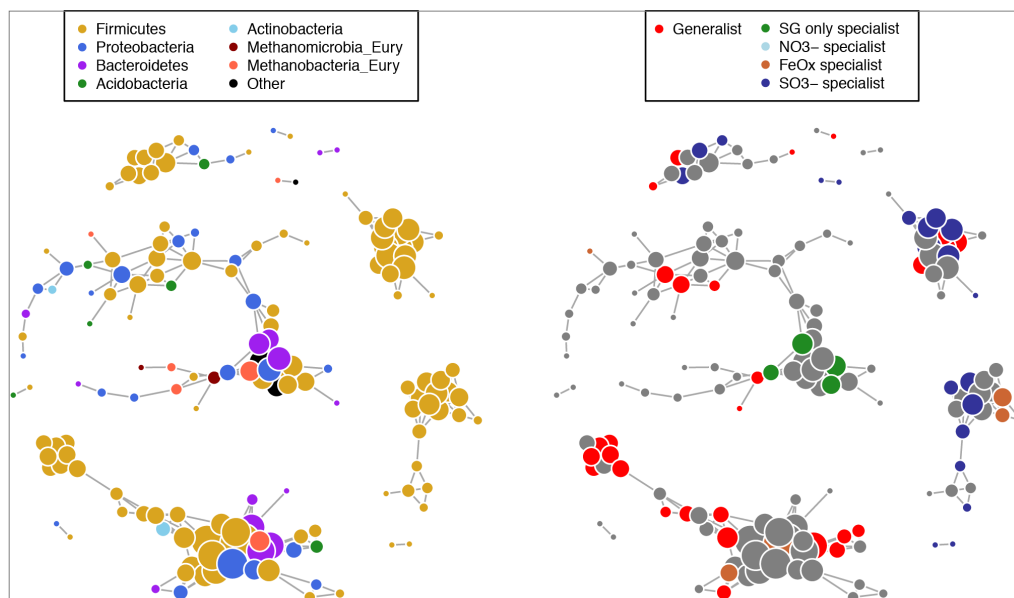 Firmicutes
Proteobacteria
Bacteroidetes
Acidobacteria
Actinobacteria
Methanomicrobia_Eury
Methanobacteria_Eury
Other
Generalist
SG only specialist
NO3− specialist
FeOx specialist
SO3− specialist